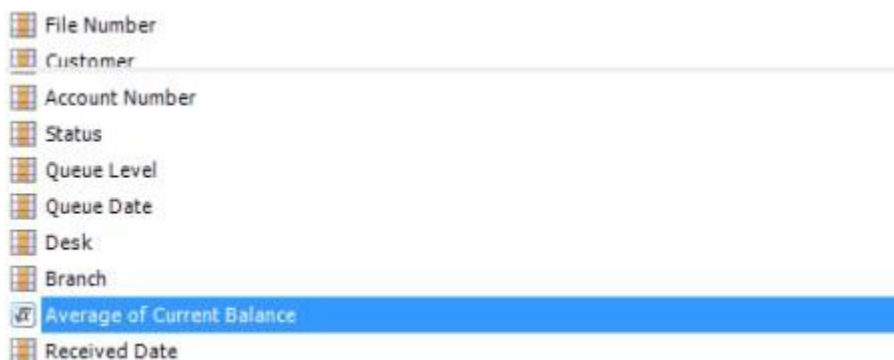 File Number
Customer
Account Number
Status
Queue Level
Queue Date
Desk
Branch
Average of Current Balance
Received Date